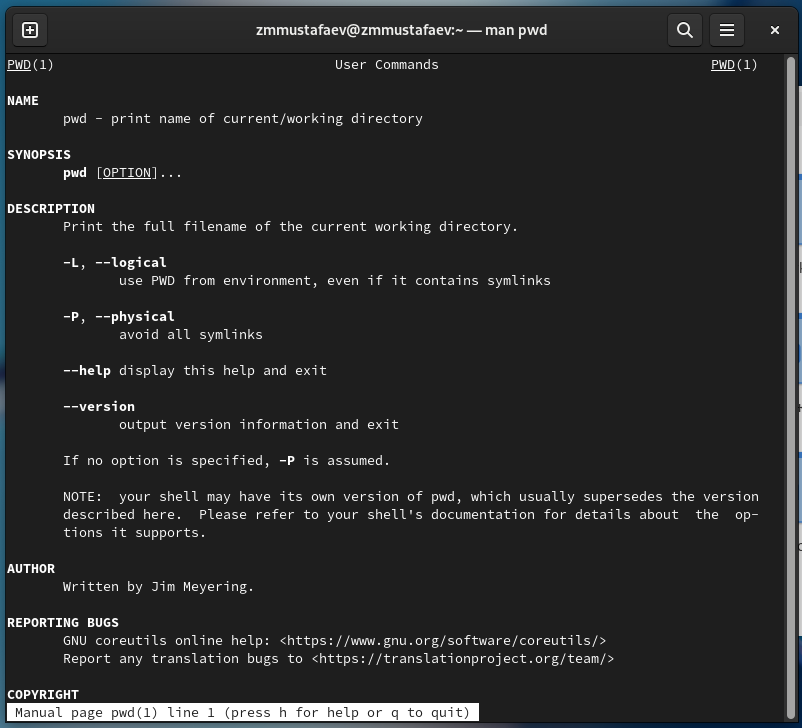 zmmustafaev@zmmustafaev:~ — man pwd
PWD(1) User Commands PWD(1)
NAME
pwd - print name of current/working directory
SYNOPSIS
pwd [OPTION]...
DESCRIPTION
Print the full filename of the current working directory.
-L, --logical
use PWD from environment, even if it contains symlinks
-P, --physical
avoid all symlinks
--help display this help and exit
--version
output version information and exit
If no option is specified, -P is assumed.
NOTE:  your shell may have its own version of pwd, which usually supersedes the version
described here.  Please refer to your shell's documentation for details about  the  op-
tions it supports.
AUTHOR
Written by Jim Meyering.
REPORTING BUGS
GNU coreutils online help: <https://www.gnu.org/software/coreutils/>
Report any translation bugs to <https://translationproject.org/team/>
COPYRIGHT
Manual page pwd(1) line 1 (press h for help or q to quit)